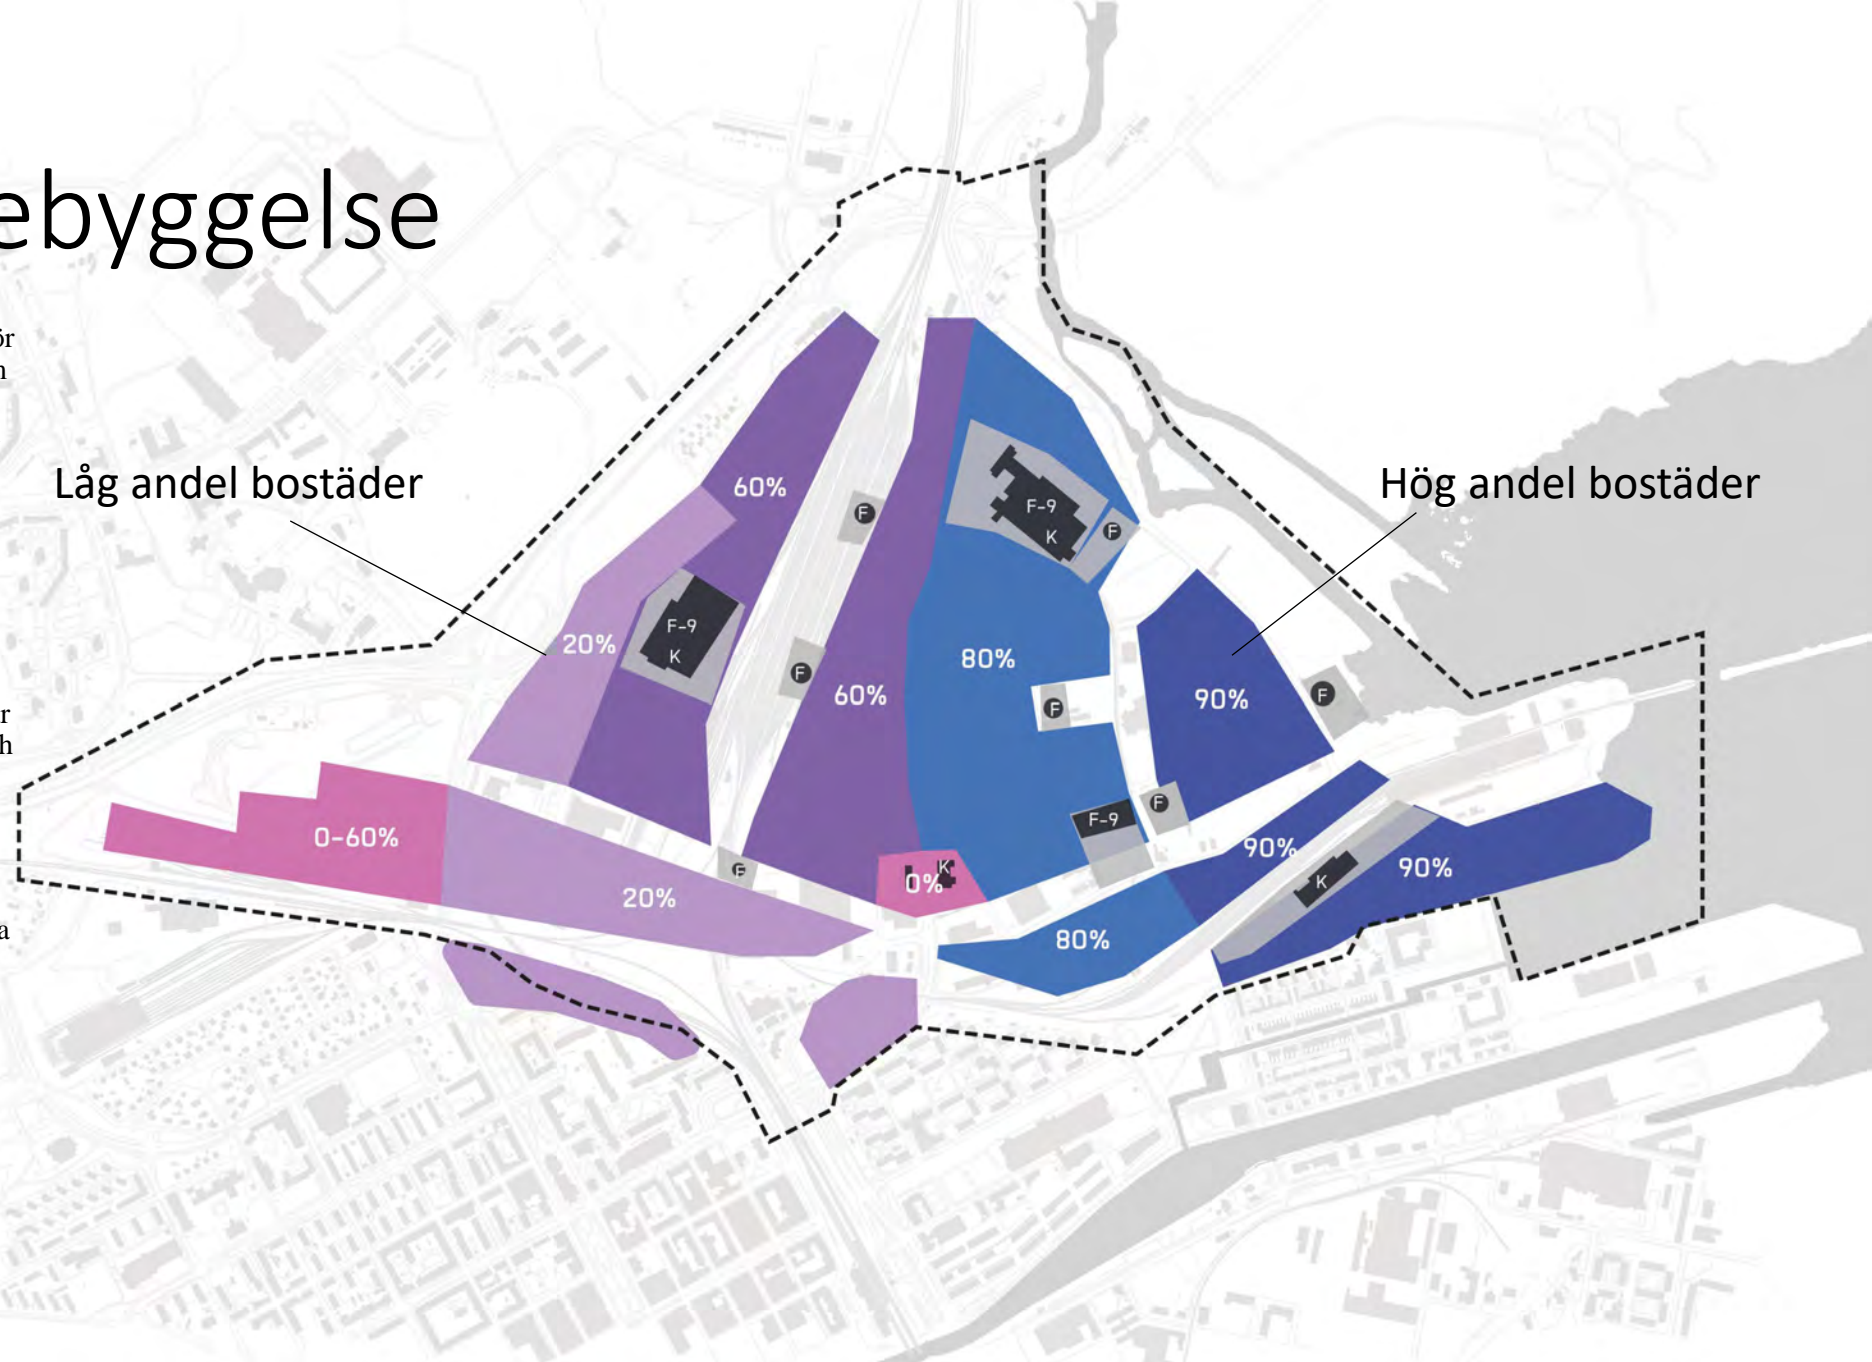 ebyggelse
ör
n
Låg andel bostäder
Hög andel bostäder
60%
F
F-9
K
F
F-9
K
20%
80%
F
60%
90%
F
F
r
h
F
F-9
0-60%
90%
90%
K
F
K
0%
20%
a
80%